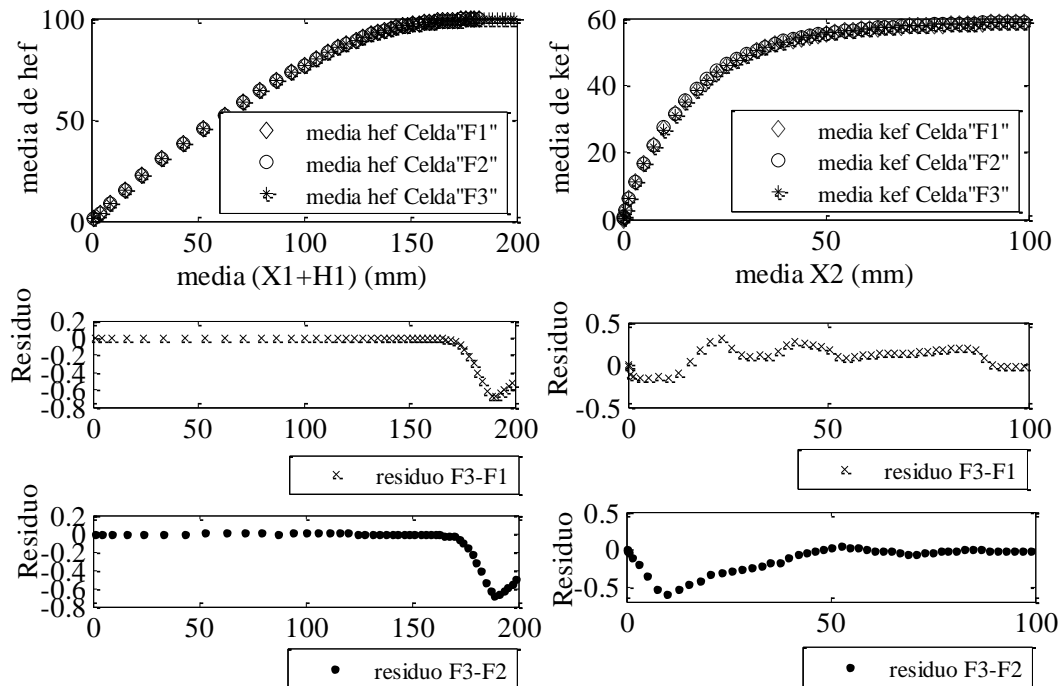 media de hef
100
50
0
0 50 100 150 200
media (X1+H1) (mm)
media hef Celda"F1"
media hef Celda"F2"
media hef Celda"F3"
media de kef
60
40
20
0
0 50 100
media X2 (mm)
media kef Celda"F1"
media kef Celda"F2"
media kef Celda"F3"
Residuo
0.2
0
-0.2
-0.4
-0.6
-0.8
0 50 100 150 200
residuo F3-F1
Residuo
0.5
0
-0.5
0 50 100
residuo F3-F1
Residuo
0.2
0
-0.2
-0.4
-0.6
-0.8
0 50 100 150 200
residuo F3-F2
Residuo
0.5
0
-0.5
0 50 100
residuo F3-F2